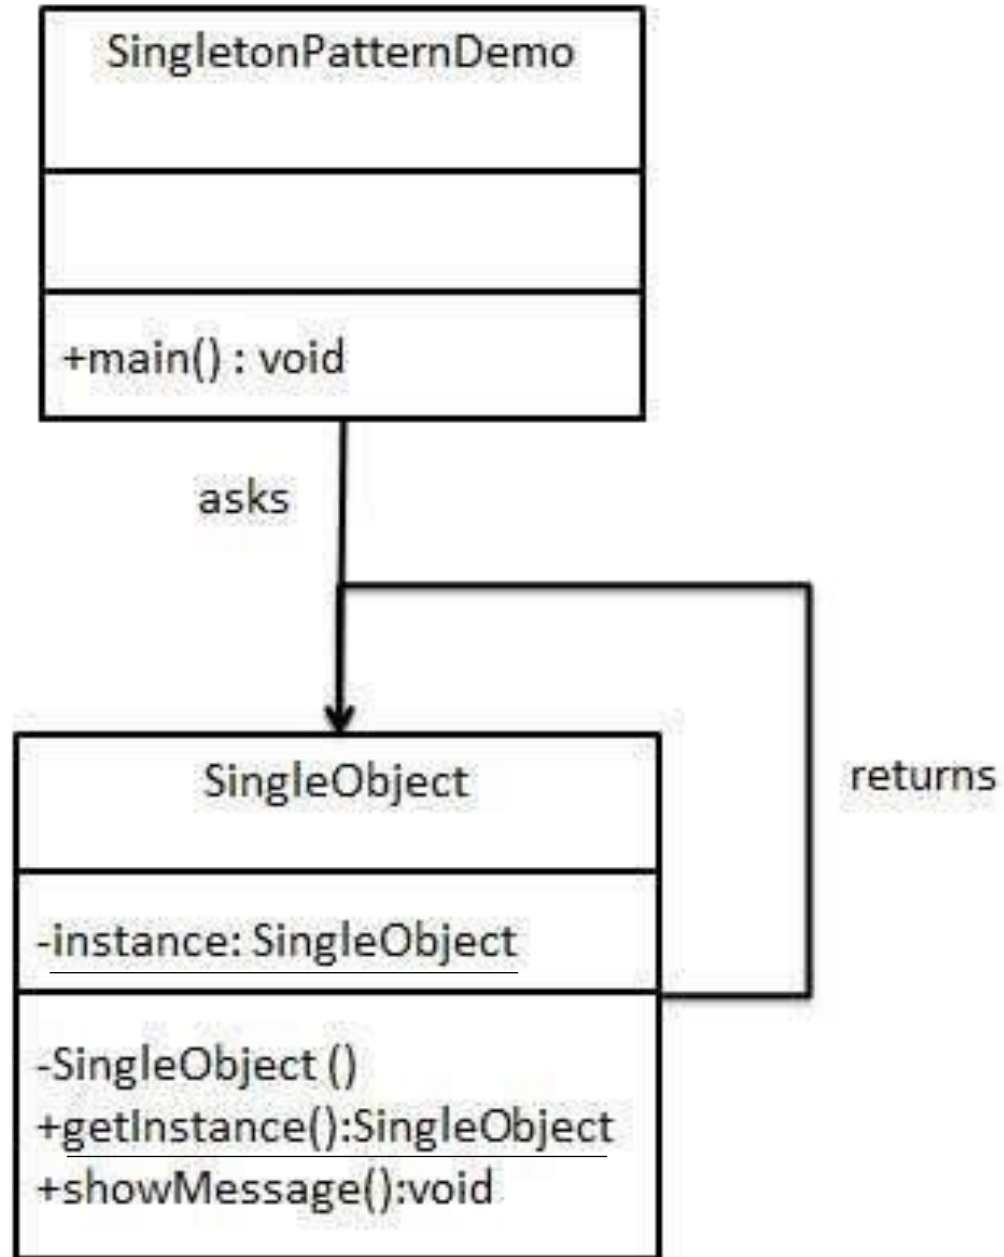 SingletonPatternDemo
+main() : void
asks
returns
SingleObject
-instance: SingleObject
-SingleObject ()
+getInstance():SingleObject
+showMessage():void